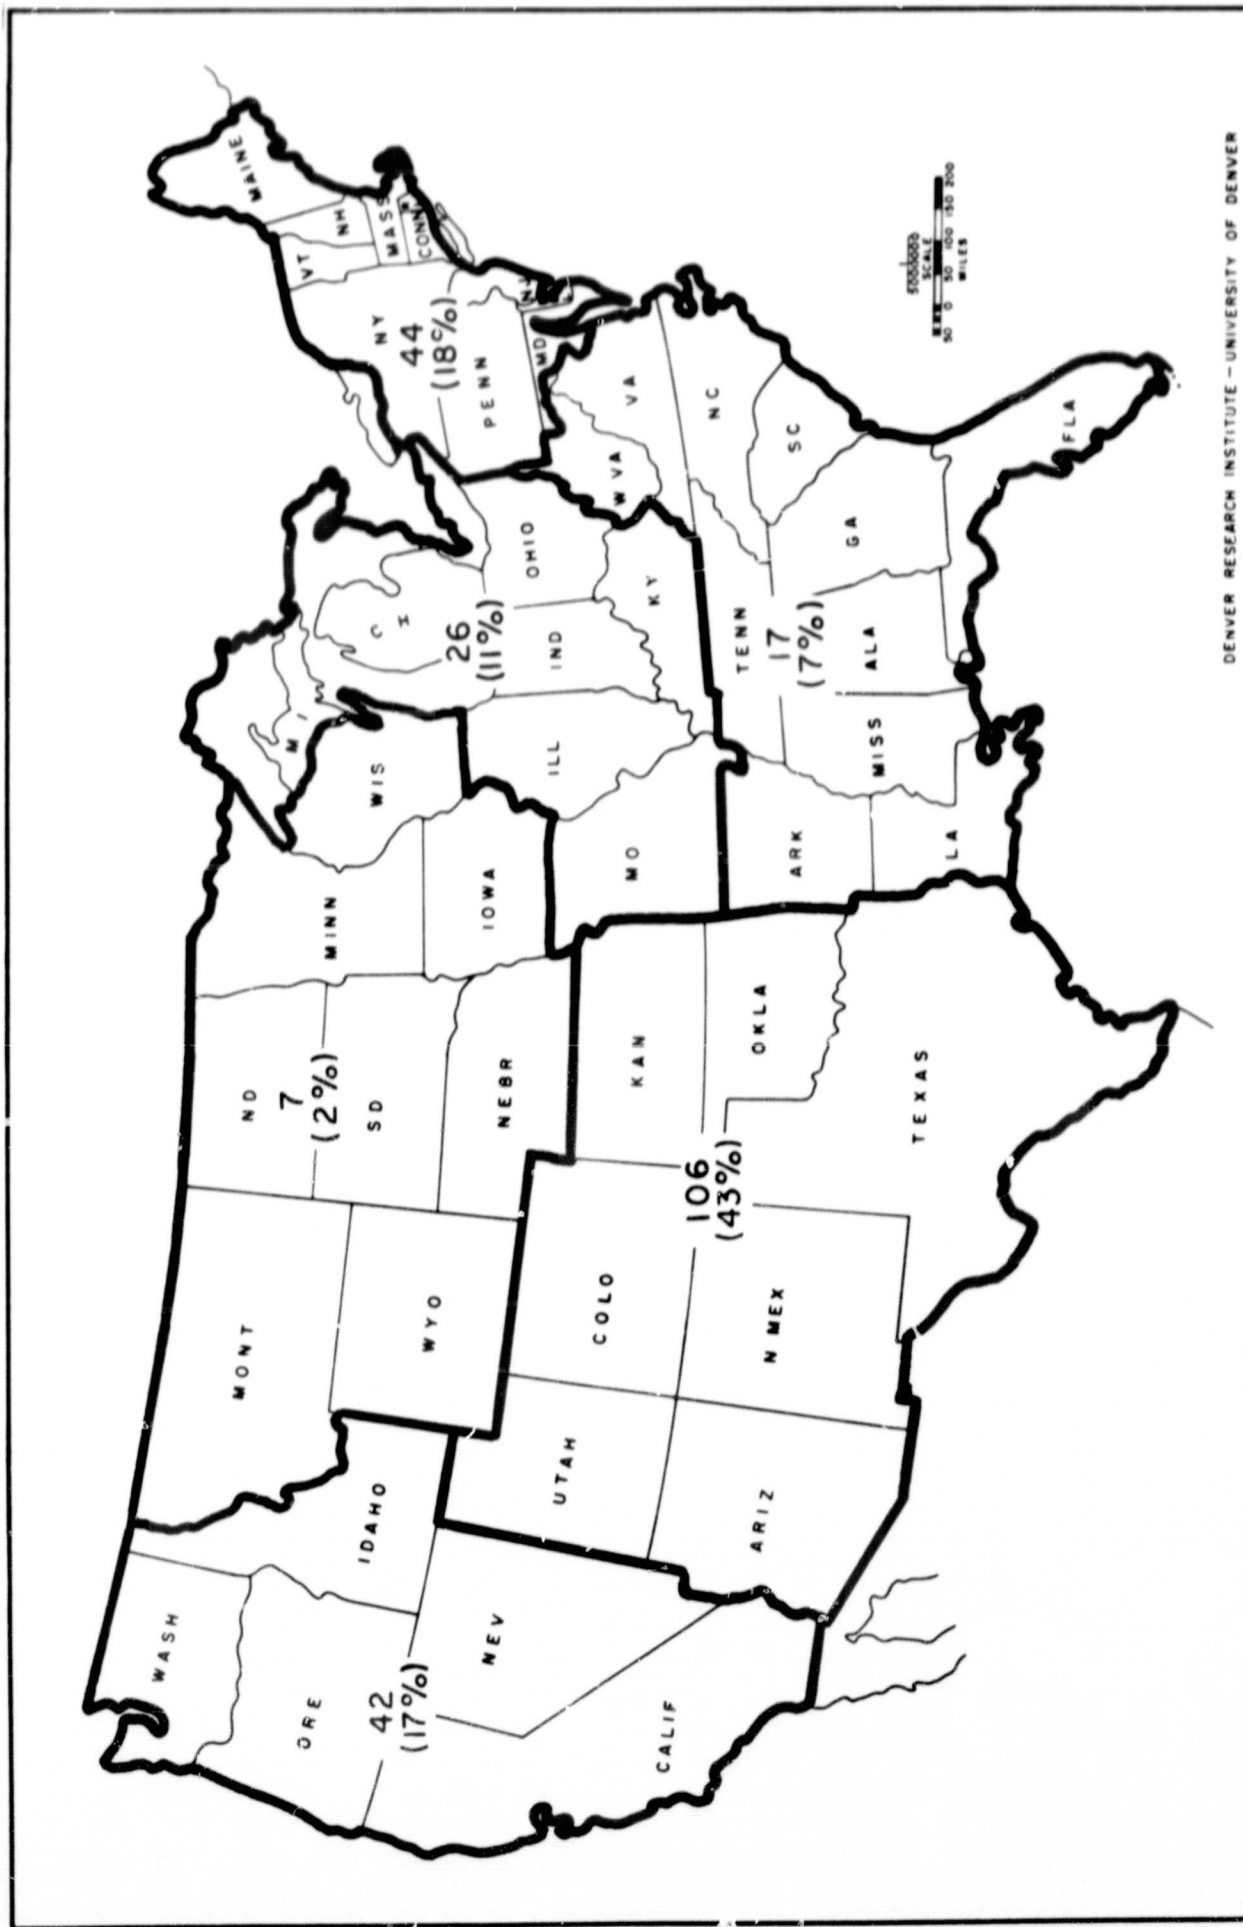 WASH
ORE
CALIF
NEV
IDAHO
42
(17%)
MONT
WYO
ND
SD
NEBR
MINN
IOWA
WIS
7
(2%)
UTAH
COLO
ARIZ
N MEX
KAN
OKLA
TEXAS
106
(43%)
MICH
ILL
IND
OHIO
KY
MO
26
(11%)
ARK
LA
MISS
ALA
TENN
GA
FLA
SC
NC
VA
W VA
17
(7%)
MAINE
NH
VT
MASS
CONN
NY
PENN
NJ
MD
44
(18%)
SCALE
50 0 50 100 150 200
MILES
DENVER RESEARCH INSTITUTE - UNIVERSITY OF DENVER